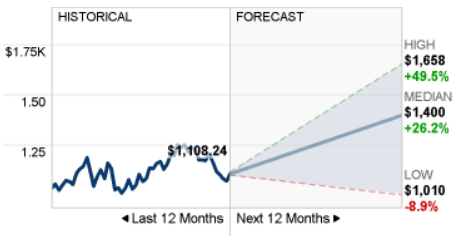 HISTORICAL
FORECAST
$1.75K
1.50
1.25
$1,108.24
HIGH
$1,658
+49.5%
MEDIAN
$1,400
+26.2%
LOW
$1,010
-8.9%
◄ Last 12 Months
Next 12 Months ►